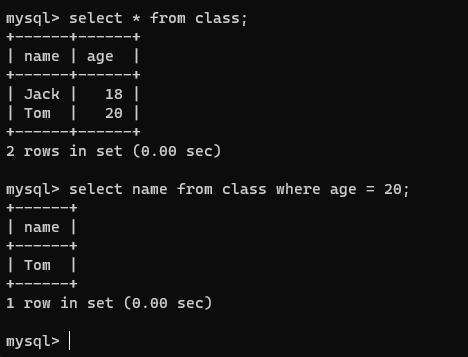 mysql> select * from class;
+------+------+
| name | age  |
+------+------+
| Jack |   18 |
| Tom  |   20 |
+------+------+
2 rows in set (0.00 sec)

mysql> select name from class where age = 20;
+------+
| name |
+------+
| Tom  |
+------+
1 row in set (0.00 sec)

mysql>